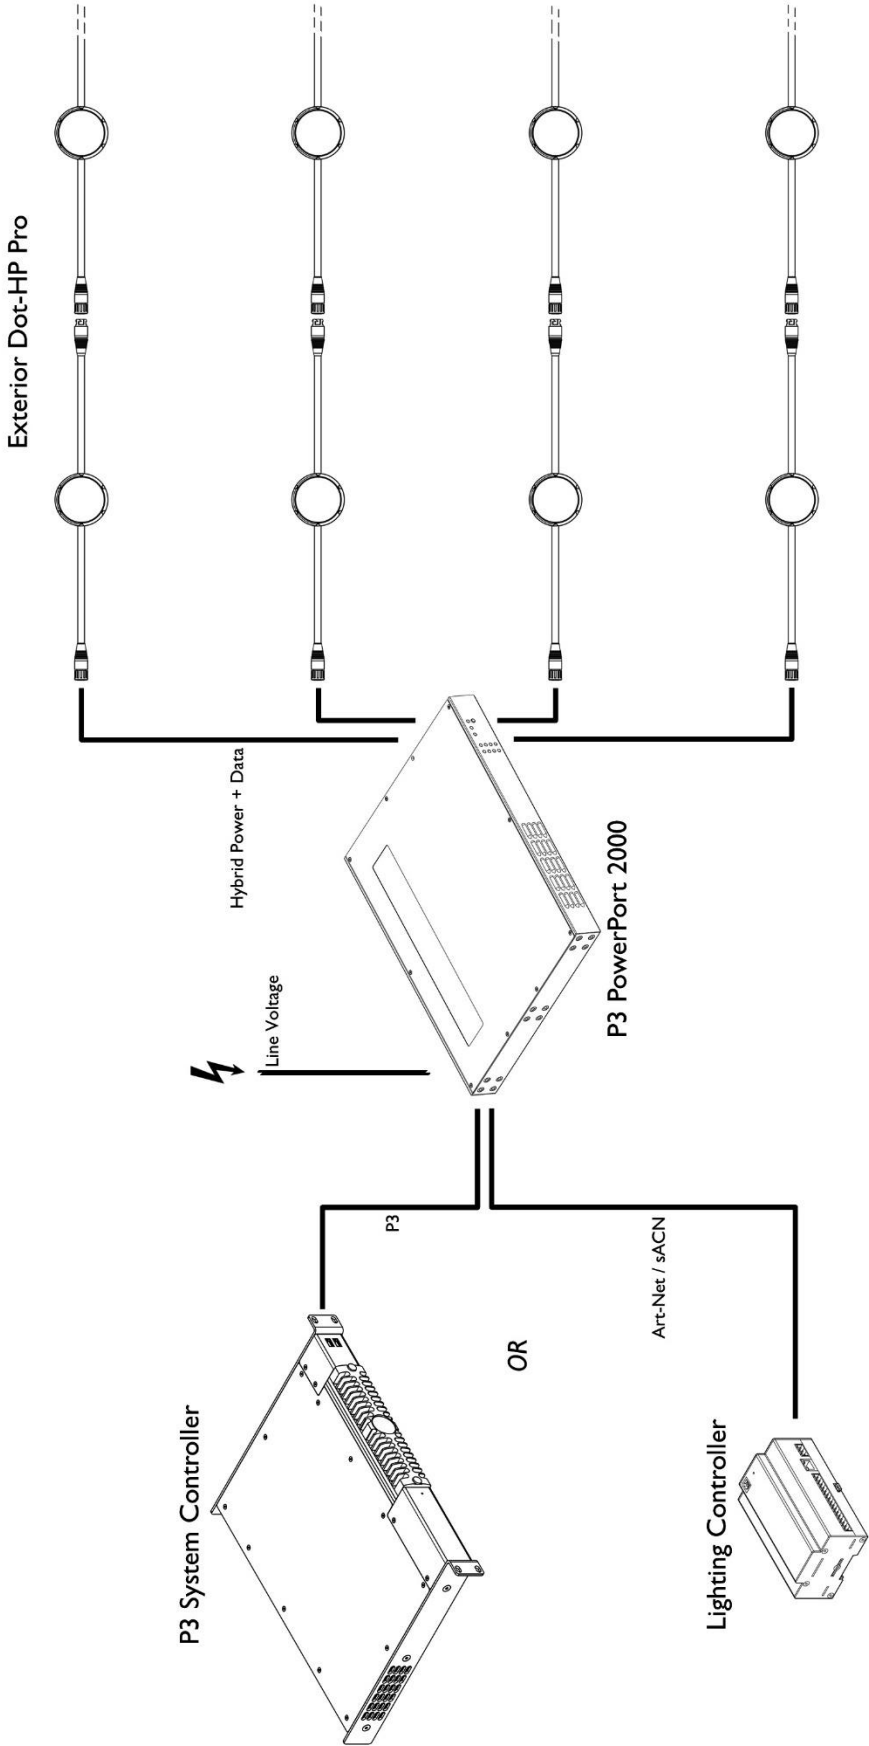 P3 System Controller
P3
OR
Lighting Controller
Art-Net / sACN
Line Voltage
P3 PowerPort 2000
Hybrid Power + Data
Exterior Dot-HP Pro